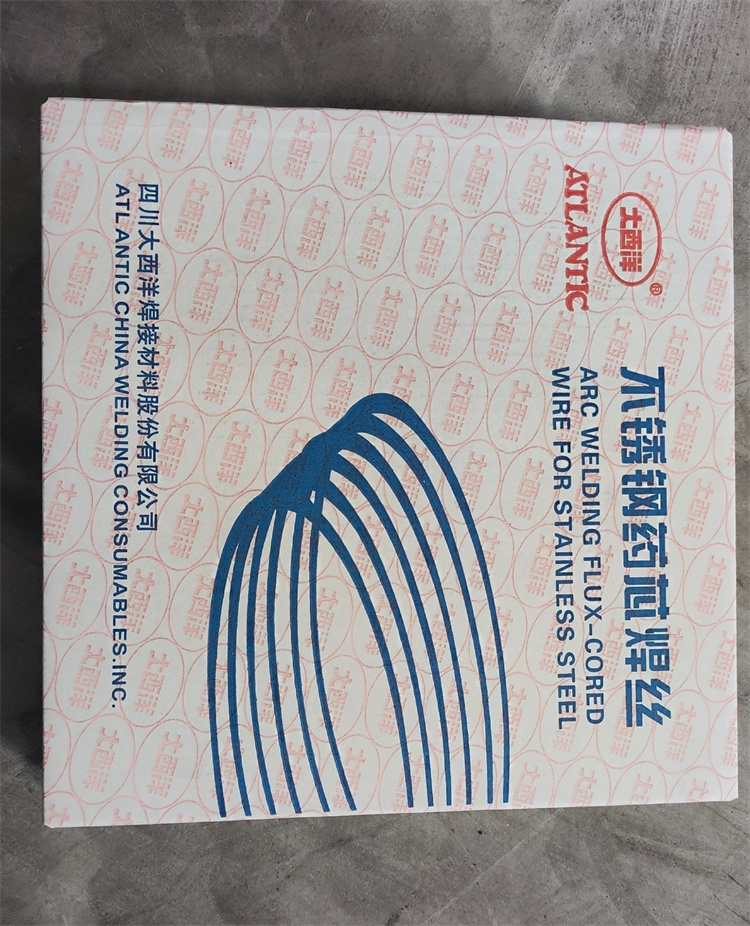 大西洋®
ATLANTIC
不锈钢药芯焊丝
ARC WELDING FLUX-CORED
WIRE FOR STAINLESS STEEL
四川大西洋焊接材料股份有限公司
ATLANTIC CHINA WELDING CONSUMABLES.INC.